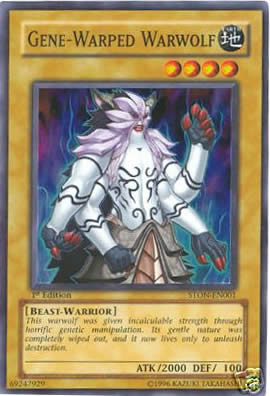 GENE-WARPED WARWOLF
地
1st Edition
STON-EN001
[BEAST-WARRIOR]
This warwolf was given incalculable strength through
horrific genetic manipulation. Its gentle nature was
completely wiped out, and it now lives only to unleash
destruction.
ATK/2000 DEF/ 100
69247929
©1996 KAZUKI TAKAHASHI